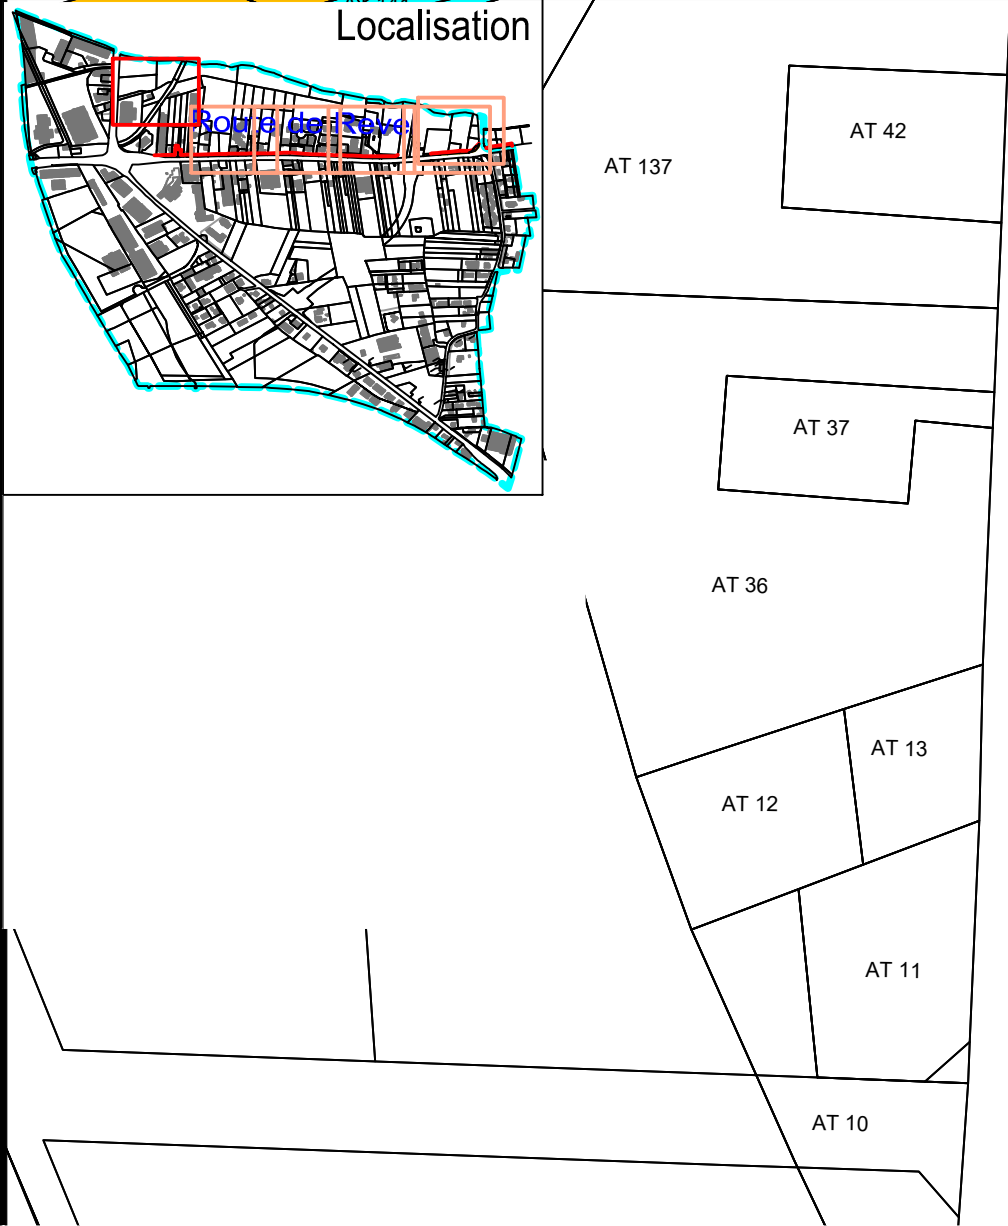 Localisation
Route de Reve
AT 42
AT 137
AT 37
AT 36
AT 13
AT 12
AT 11
AT 10